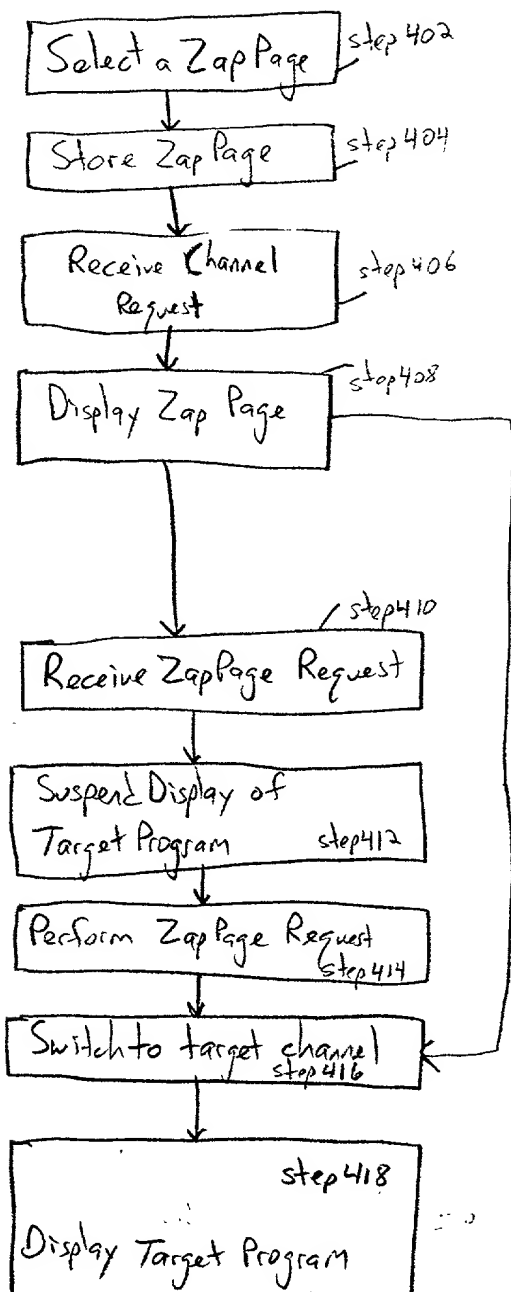 Select a Zap Page
step 402
Store Zap Page
step 404
Receive Channel
Request
step 406
Display Zap Page
step 408
step 410
Receive Zap Page Request
Suspend Display of
Target Program step 412
Perform Zap Page Request
step 414
Switch to target channel
step 416
step 418
Display Target Program